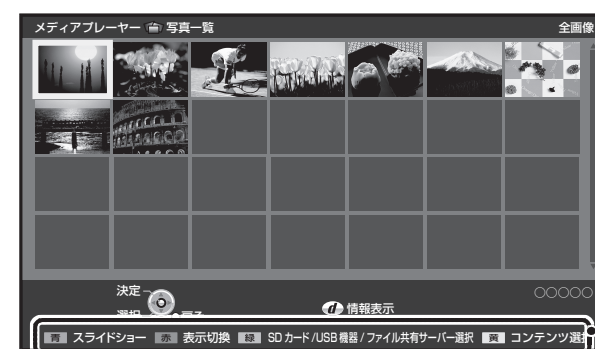 メディアプレーヤー 写真一覧 全画像
決定
選択 戻る
d 情報表示
○○○○○
青 スライドショー 赤 表示切換 緑 SDカード/USB機器/ファイル共有サーバー選択 黄 コンテンツ選